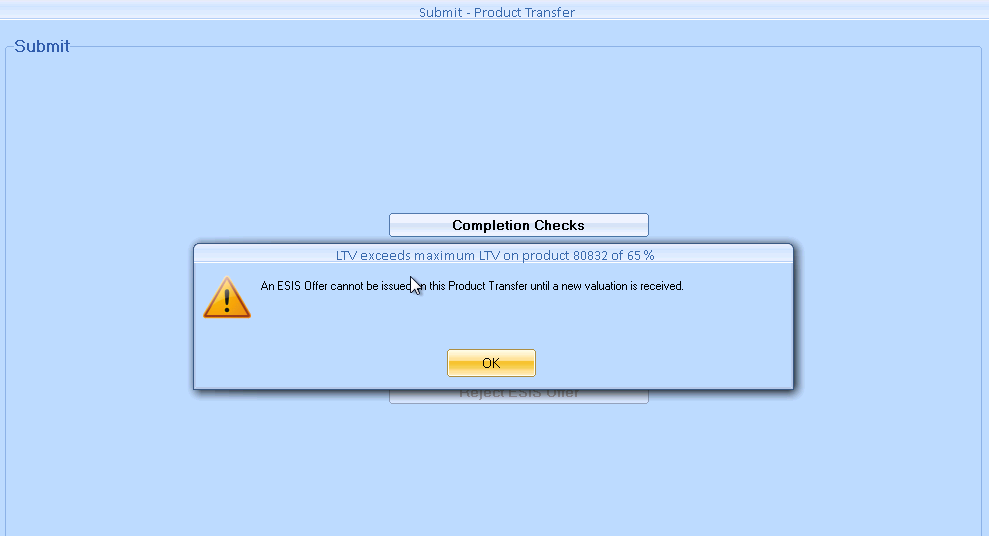 Submit - Product Transfer
Submit
Completion Checks
LTV exceeds maximum LTV on product 80832 of 65%
An ESIS Offer cannot be issued on this Product Transfer until a new valuation is received.
OK
Reject ESIS Offer